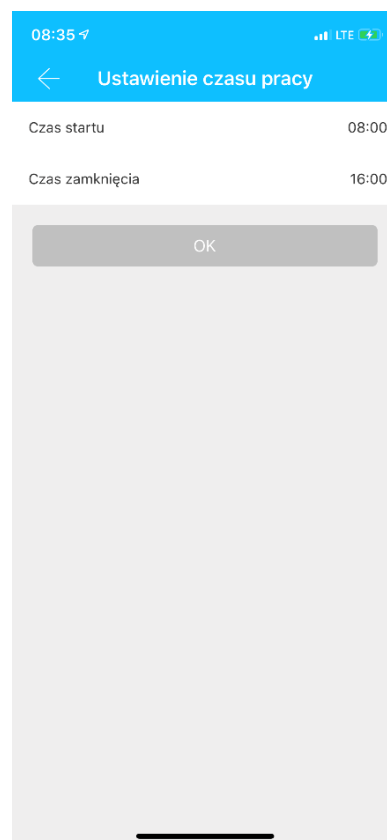 08:35 LTE
Ustawienie czasu pracy
Czas startu 08:00
Czas zamknięcia 16:00
OK